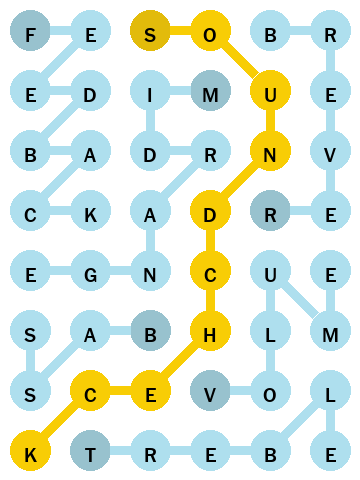 F E S O B R
E D I M U E
B A D R N V
C K A D R E
E G N C U E
S A B H L M
S C E V O L
K T R E B E